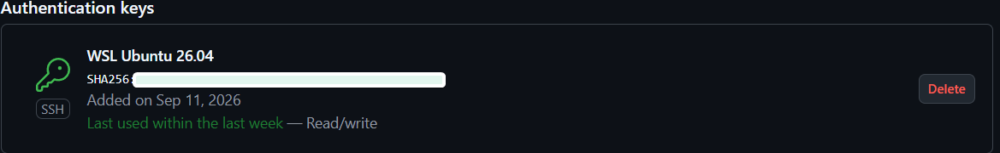 Authentication keys
WSL Ubuntu 26.04
SHA256:
Added on Sep 11, 2026
SSH
Last used within the last week — Read/write
Delete